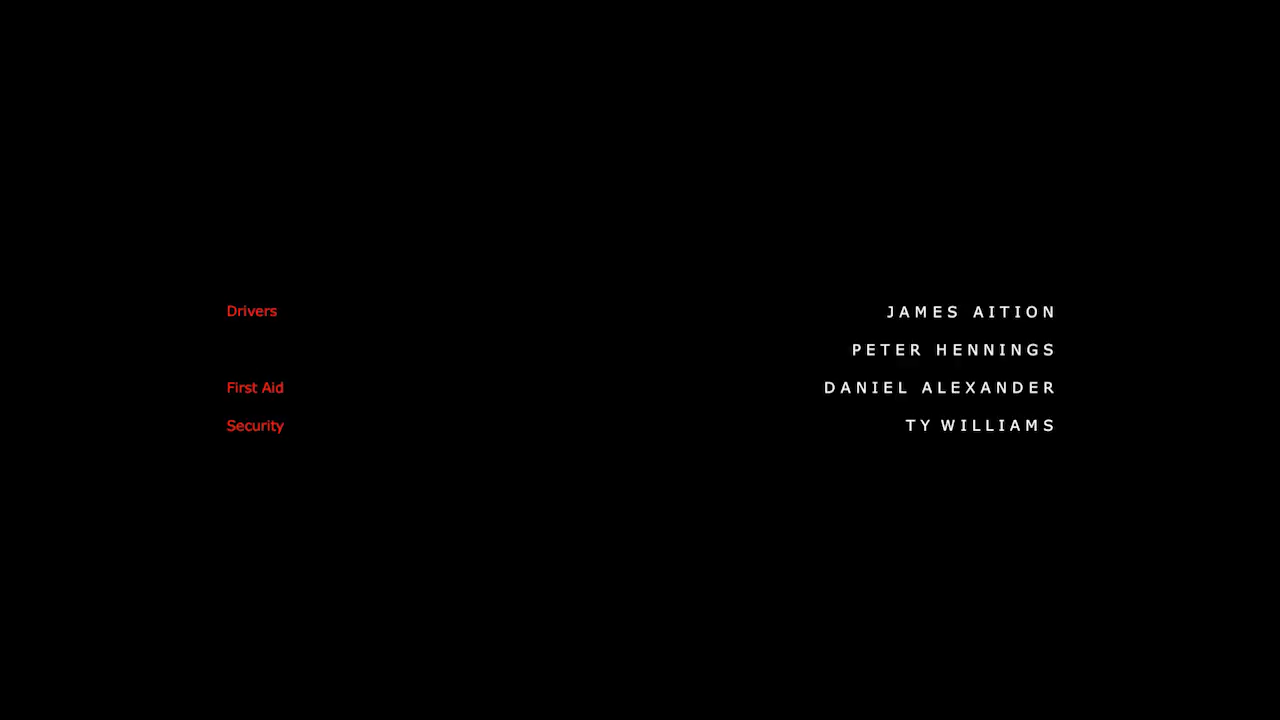 Drivers JAMES AITION
PETER HENNINGS
First Aid DANIEL ALEXANDER
Security TY WILLIAMS